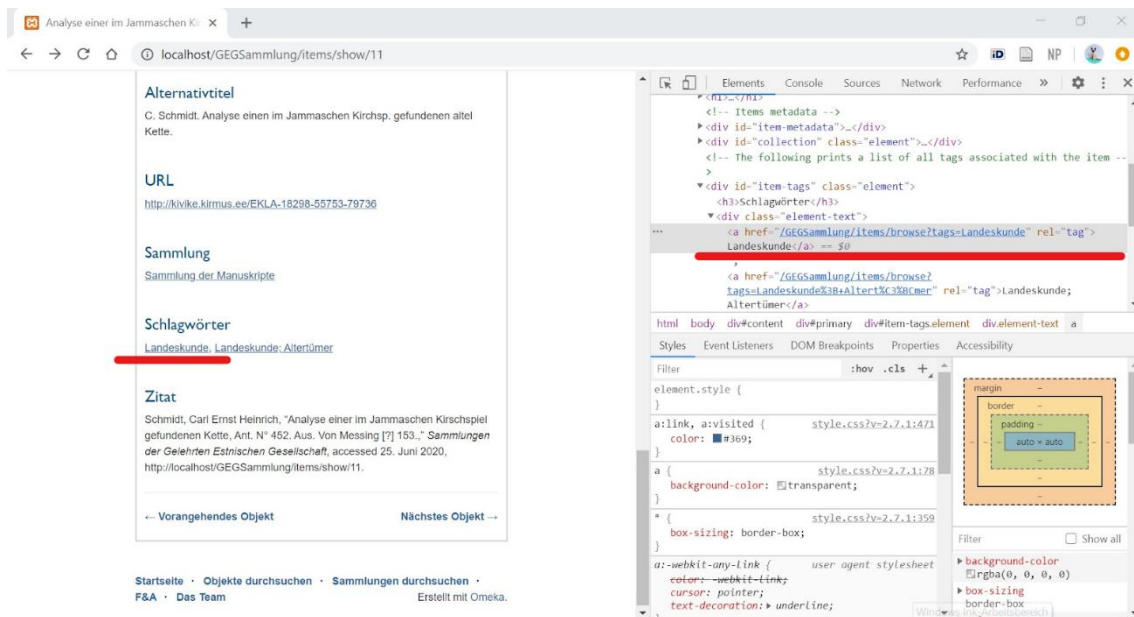 Analyse einer im Jammaschen Kir
localhost/GEGSammlung/items/show/11
NP
Alternativtitel
C. Schmidt. Analyse einen im Jammaschen Kirchsp. gefundenen altel
Kette.
URL
http://kivike.kirmus.ee/EKLA-18298-55753-79736
Sammlung
Sammlung der Manuskripte
Schlagwörter
Landeskunde, Landeskunde; Altertümer
Zitat
Schmidt, Carl Ernst Heinrich, "Analyse einer im Jammaschen Kirschspiel
gefundenen Kette, Ant. N° 452. Aus. Von Messing [?] 153.," Sammlungen
der Gelehrten Estnischen Gesellschaft, accessed 25. Juni 2020,
http://localhost/GEGSammlung/items/show/11.
← Vorangehendes Objekt
Nächstes Objekt →
Startseite · Objekte durchsuchen · Sammlungen durchsuchen ·
F&A · Das Team
Erstellt mit Omeka.
Elements Console Sources Network Performance »
<h1>…</h1>
<!-- Items metadata -->
<div id="item-metadata">…</div>
<div id="collection" class="element">…</div>
<!-- The following prints a list of all tags associated with the item --
>
<div id="item-tags" class="element">
<h3>Schlagwörter</h3>
<div class="element-text">
<a href="/GEGSammlung/items/browse?tags=Landeskunde" rel="tag">
Landeskunde</a> == $0
,
<a href="/GEGSammlung/items/browse?
tags=Landeskunde%3B+Altert%C3%BCmer" rel="tag">Landeskunde;
Altertümer</a>
html body div#content div#primary div#item-tags.element div.element-text a
Styles Event Listeners DOM Breakpoints Properties Accessibility
Filter :hov .cls +
element.style {
}
a:link, a:visited { style.css?v=2.7.1:471
color: #369;
}
a { style.css?v=2.7.1:78
background-color: transparent;
}
* { style.css?v=2.7.1:359
box-sizing: border-box;
}
a:-webkit-any-link { user agent stylesheet
color: -webkit-link;
cursor: pointer;
text-decoration: underline;
margin –
border –
padding –
auto × auto
Filter Show all
background-color
rgba(0, 0, 0, 0)
box-sizing
border-box
Windows Ink-Arbeitsbereich